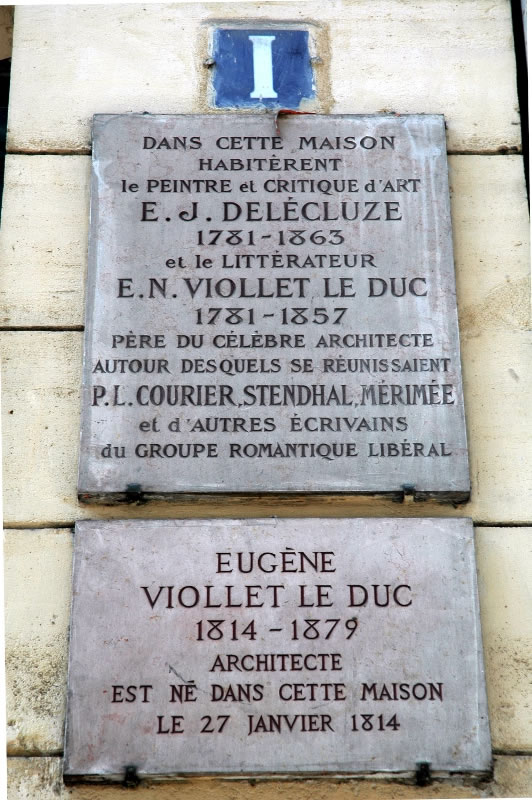 1
DANS CETTE MAISON
HABITÈRENT
le PEINTRE et CRITIQUE d'ART
E. J. DELÉCLUZE
1781-1863
et le LITTÉRATEUR
E.N. VIOLLET LE DUC
1781-1857
PÈRE DU CÉLÈBRE ARCHITECTE
AUTOUR DESQUELS SE RÉUNISSAIENT
P.L. COURIER, STENDHAL, MÉRIMÉE
et d'AUTRES ÉCRIVAINS
du GROUPE ROMANTIQUE LIBÉRAL
EUGÈNE
VIOLLET LE DUC
1814-1879
ARCHITECTE
EST NÉ DANS CETTE MAISON
LE 27 JANVIER 1814